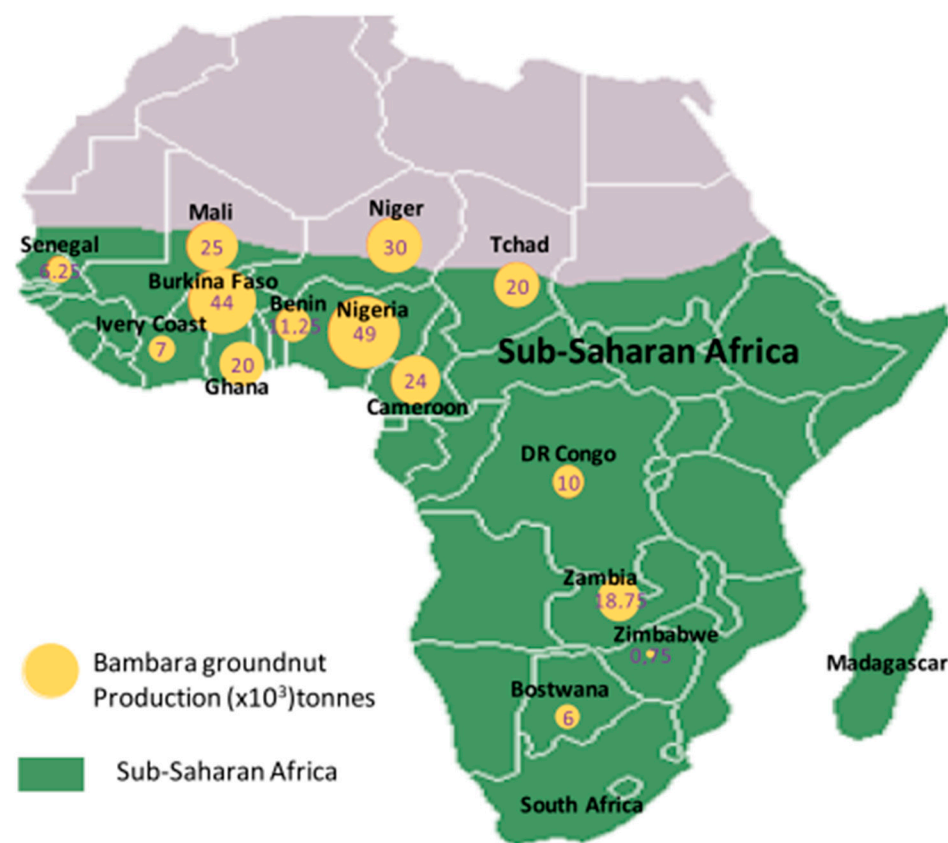 Mali
25
Niger
30
Tchad
20
Senegal
6.25
Burkina Faso
44
Benin
11.25
Nigeria
49
Ivory Coast
7
20
Ghana
24
Cameroon
Sub-Saharan Africa
DR Congo
10
Zambia
18.75
Zimbabwe
0,75
Madagascar
Bostwana
6
South Africa
Bambara groundnut
Production (x10³)tonnes
Sub-Saharan Africa